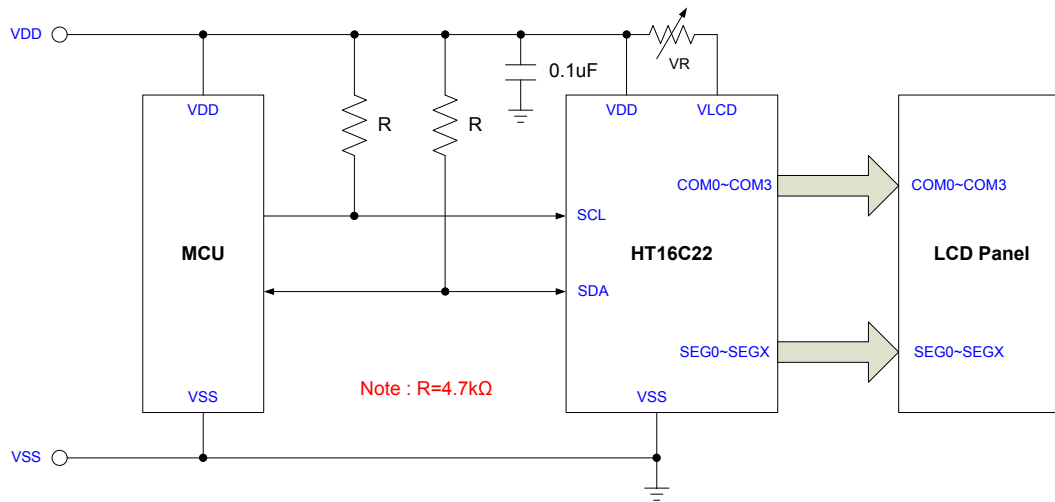 VDD
VR
0.1uF
VDD
R
R
VDD
VLCD
COM0~COM3
COM0~COM3
SCL
MCU
HT16C22
LCD Panel
SDA
SEG0~SEGX
SEG0~SEGX
Note : R=4.7kΩ
VSS
VSS
VSS